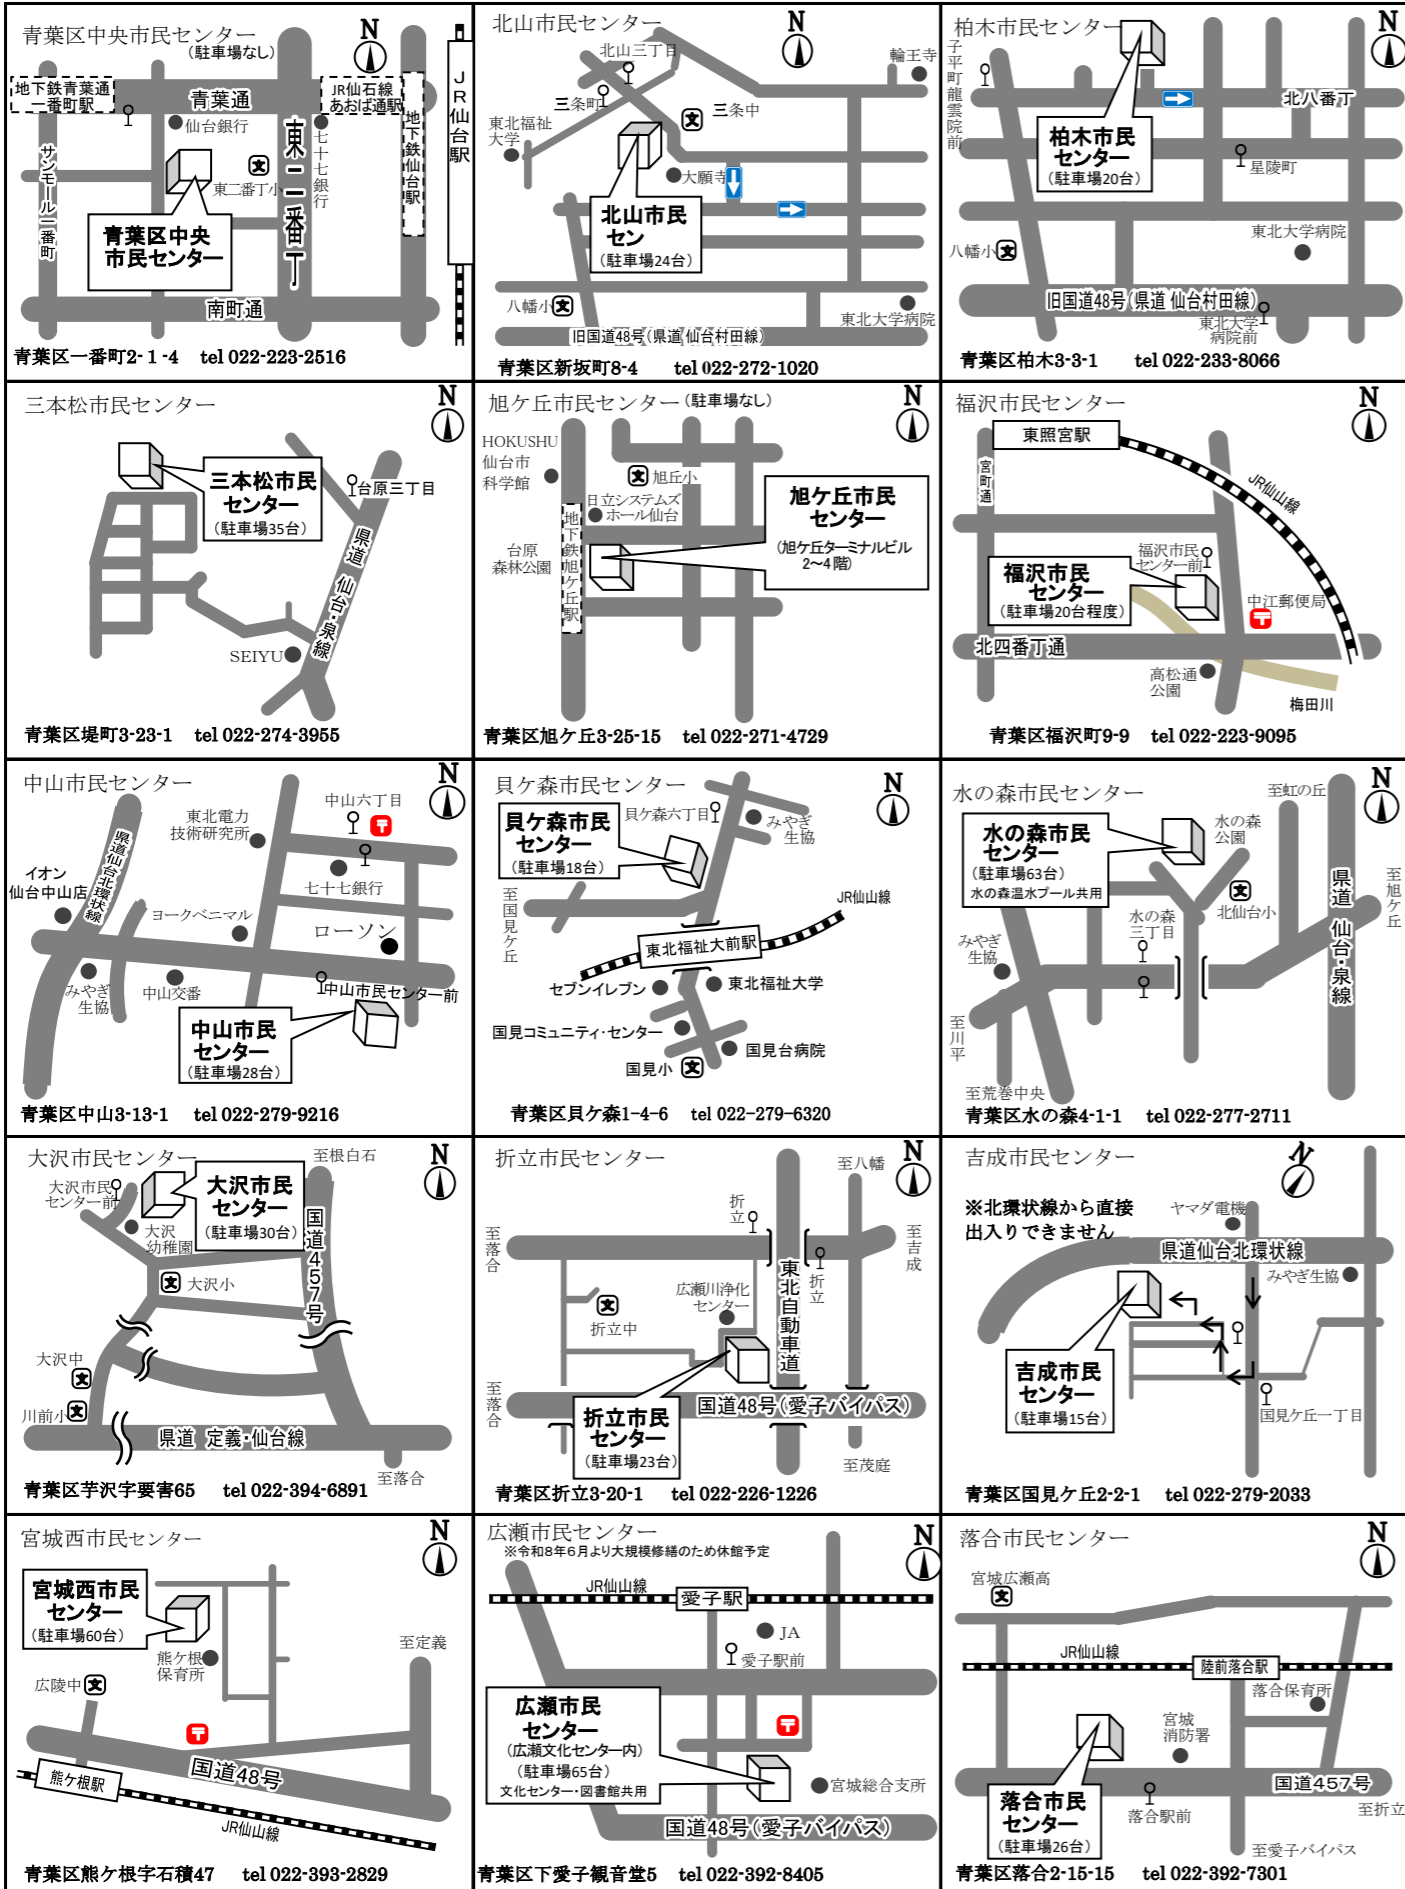 青葉区中央市民センター
(駐車場なし)
N
地下鉄青葉通
一番町駅
青葉通
JR仙石線
あおば通駅
JR仙台駅
地下鉄仙台駅
仙台銀行
東二番丁
七十七銀行
サンモール一番町
文
東二番丁小
青葉区中央
市民センター
南町通
青葉区一番町2-1-4 tel 022-223-2516
北山市民センター
N
北山三丁目
輪王寺
三条町
文
三条中
東北福祉
大学
大願寺
北山市民
セン
(駐車場24台)
八幡小
文
東北大学病院
旧国道48号(県道 仙台村田線)
青葉区新坂町8-4 tel 022-272-1020
柏木市民センター
N
子平町龍雲院前
北八番丁
柏木市民
センター
(駐車場20台)
星陵町
東北大学病院
八幡小
文
旧国道48号(県道 仙台村田線)
東北大学
病院前
青葉区柏木3-3-1 tel 022-233-8066
三本松市民センター
N
三本松市民
センター
(駐車場35台)
台原三丁目
県道 仙台・泉線
SEIYU
青葉区堤町3-23-1 tel 022-274-3955
旭ケ丘市民センター(駐車場なし)
N
HOKUSHU
仙台市
科学館
文
旭丘小
日立システムズ
ホール仙台
旭ケ丘市民
センター
(旭ケ丘ターミナルビル
2~4階)
地下鉄旭ケ丘駅
台原
森林公園
青葉区旭ケ丘3-25-15 tel 022-271-4729
福沢市民センター
N
東照宮駅
宮町通
JR仙山線
福沢市民
センター前
福沢市民
センター
(駐車場20台程度)
中江郵便局
北四番丁通
高松通
公園
梅田川
青葉区福沢町9-9 tel 022-223-9095
中山市民センター
N
東北電力
技術研究所
中山六丁目
県道仙台北環状線
イオン
仙台中山店
七十七銀行
ヨークベニマル
ローソン
みやぎ
生協
中山交番
中山市民センター前
中山市民
センター
(駐車場28台)
青葉区中山3-13-1 tel 022-279-9216
貝ケ森市民センター
N
貝ケ森市民
センター
(駐車場18台)
貝ケ森六丁目
みやぎ
生協
至国見ケ丘
JR仙山線
東北福祉大前駅
セブンイレブン
東北福祉大学
国見コミュニティ・センター
国見台病院
国見小
文
青葉区貝ケ森1-4-6 tel 022-279-6320
水の森市民センター
N
至虹の丘
水の森市民
センター
(駐車場63台)
水の森温水プール共用
水の森
公園
文
北仙台小
県道 仙台・泉線
至旭ケ丘
みやぎ
生協
水の森
三丁目
至川平
至荒巻中央
青葉区水の森4-1-1 tel 022-277-2711
大沢市民センター
至根白石
N
大沢市民
センター前
大沢市民
センター
(駐車場30台)
大沢
幼稚園
国道457号
文
大沢小
大沢中
文
川前小
文
県道 定義・仙台線
至落合
青葉区芋沢字要害65 tel 022-394-6891
折立市民センター
N
至八幡
折立
至落合
至吉成
折立
東北自動車道
文
折立中
広瀬川浄化
センター
至落合
国道48号(愛子バイパス)
折立市民
センター
(駐車場23台)
至茂庭
青葉区折立3-20-1 tel 022-226-1226
吉成市民センター
N
※北環状線から直接
出入りできません
ヤマダ電機
県道仙台北環状線
みやぎ生協
吉成市民
センター
(駐車場15台)
国見ケ丘一丁目
青葉区国見ケ丘2-2-1 tel 022-279-2033
宮城西市民センター
N
宮城西市民
センター
(駐車場60台)
熊ケ根
保育所
至定義
広陵中
文
国道48号
熊ケ根駅
JR仙山線
青葉区熊ケ根字石積47 tel 022-393-2829
広瀬市民センター
※令和8年6月より大規模修繕のため休館予定
N
JR仙山線
愛子駅
JA
愛子駅前
広瀬市民
センター
(広瀬文化センター内)
(駐車場65台)
文化センター・図書館共用
宮城総合支所
国道48号(愛子バイパス)
青葉区下愛子観音堂5 tel 022-392-8405
落合市民センター
N
宮城広瀬高
文
JR仙山線
陸前落合駅
落合保育所
宮城
消防署
国道457号
落合市民
センター
(駐車場26台)
落合駅前
至折立
至愛子バイパス
青葉区落合2-15-15 tel 022-392-7301